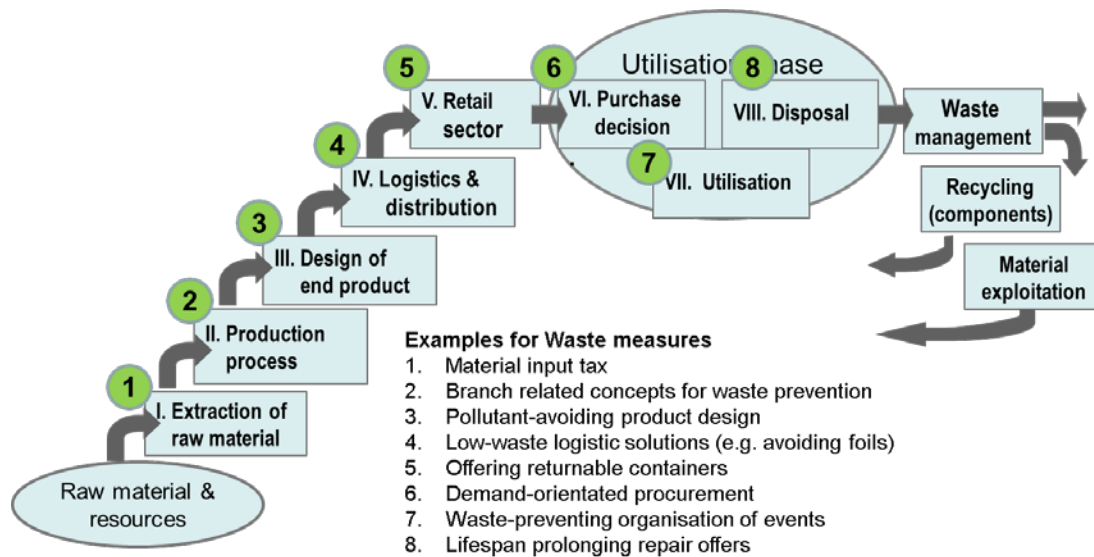 Utilisation phase
5
V. Retail
sector
6
VI. Purchase
decision
8
VIII. Disposal
Waste
management
4
IV. Logistics &
distribution
7
VII. Utilisation
Recycling
(components)
3
III. Design of
end product
Material
exploitation
2
II. Production
process
1
I. Extraction of
raw material
Raw material &
resources
Examples for Waste measures
1. Material input tax
2. Branch related concepts for waste prevention
3. Pollutant-avoiding product design
4. Low-waste logistic solutions (e.g. avoiding foils)
5. Offering returnable containers
6. Demand-orientated procurement
7. Waste-preventing organisation of events
8. Lifespan prolonging repair offers